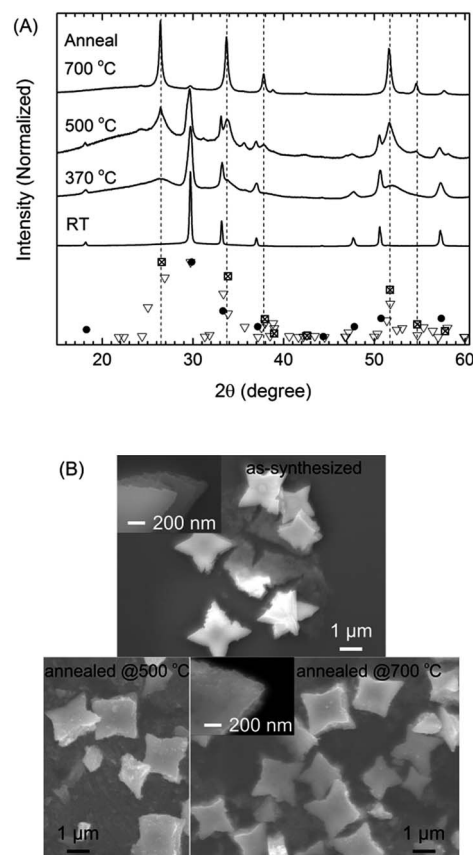 (A)
Anneal
700 °C
500 °C
370 °C
RT
Intensity (Normalized)
20 30 40 50 60
2θ (degree)
(B)
as-synthesized
200 nm
1 µm
annealed @500 °C
annealed @700 °C
200 nm
1 µm
1 µm